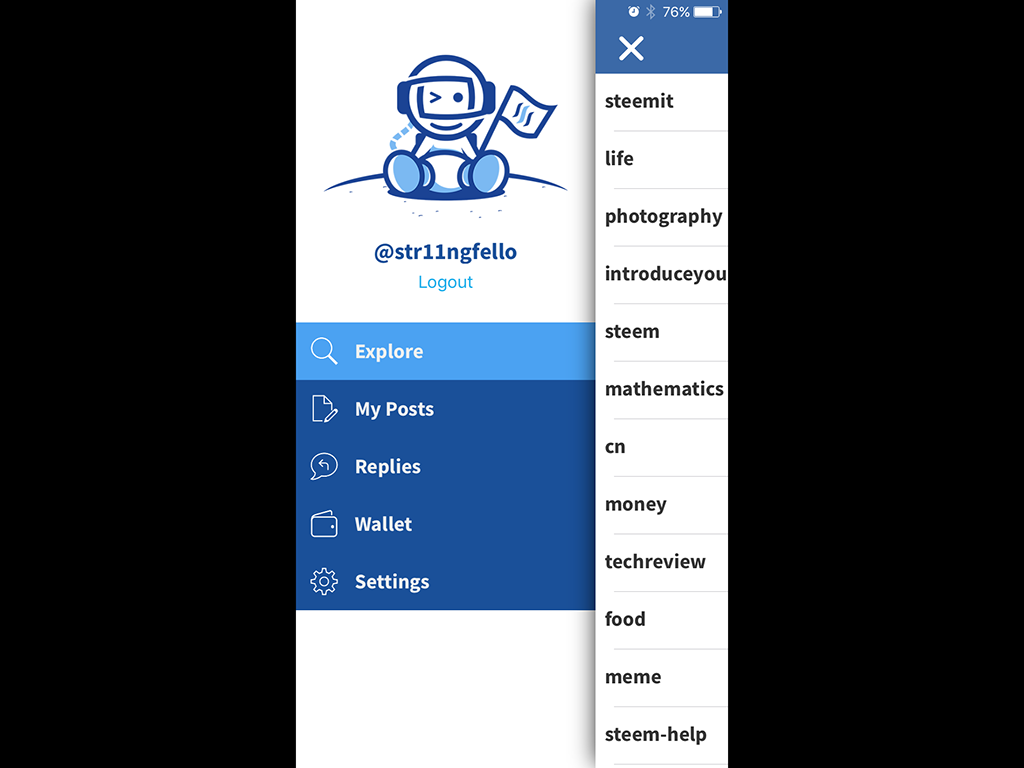 76%
@str11ngfello
Logout
Explore
My Posts
Replies
Wallet
Settings
steemit
life
photography
introduceyou
steem
mathematics
cn
money
techreview
food
meme
steem-help